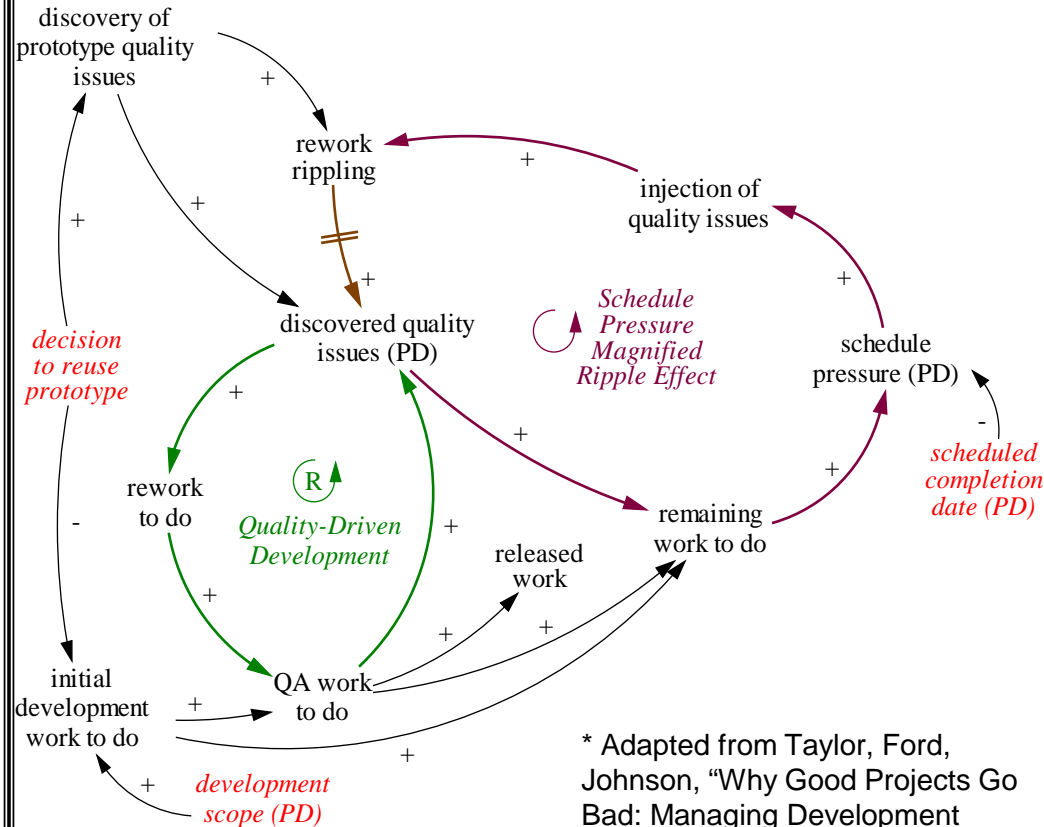 discovery of
prototype quality
issues
+
+
+
rework
rippling
+
injection of
quality issues
+
+
discovered quality
issues (PD)
Schedule
Pressure
Magnified
Ripple Effect
schedule
pressure (PD)
decision
to reuse
prototype
+
+
-
scheduled
completion
date (PD)
+
R
rework
to do
Quality-Driven
Development
+
remaining
work to do
-
released
work
+
+
+
initial
development
work to do
+
QA work
to do
+
+
development
scope (PD)
* Adapted from Taylor, Ford,
Johnson, “Why Good Projects Go
Bad: Managing Development